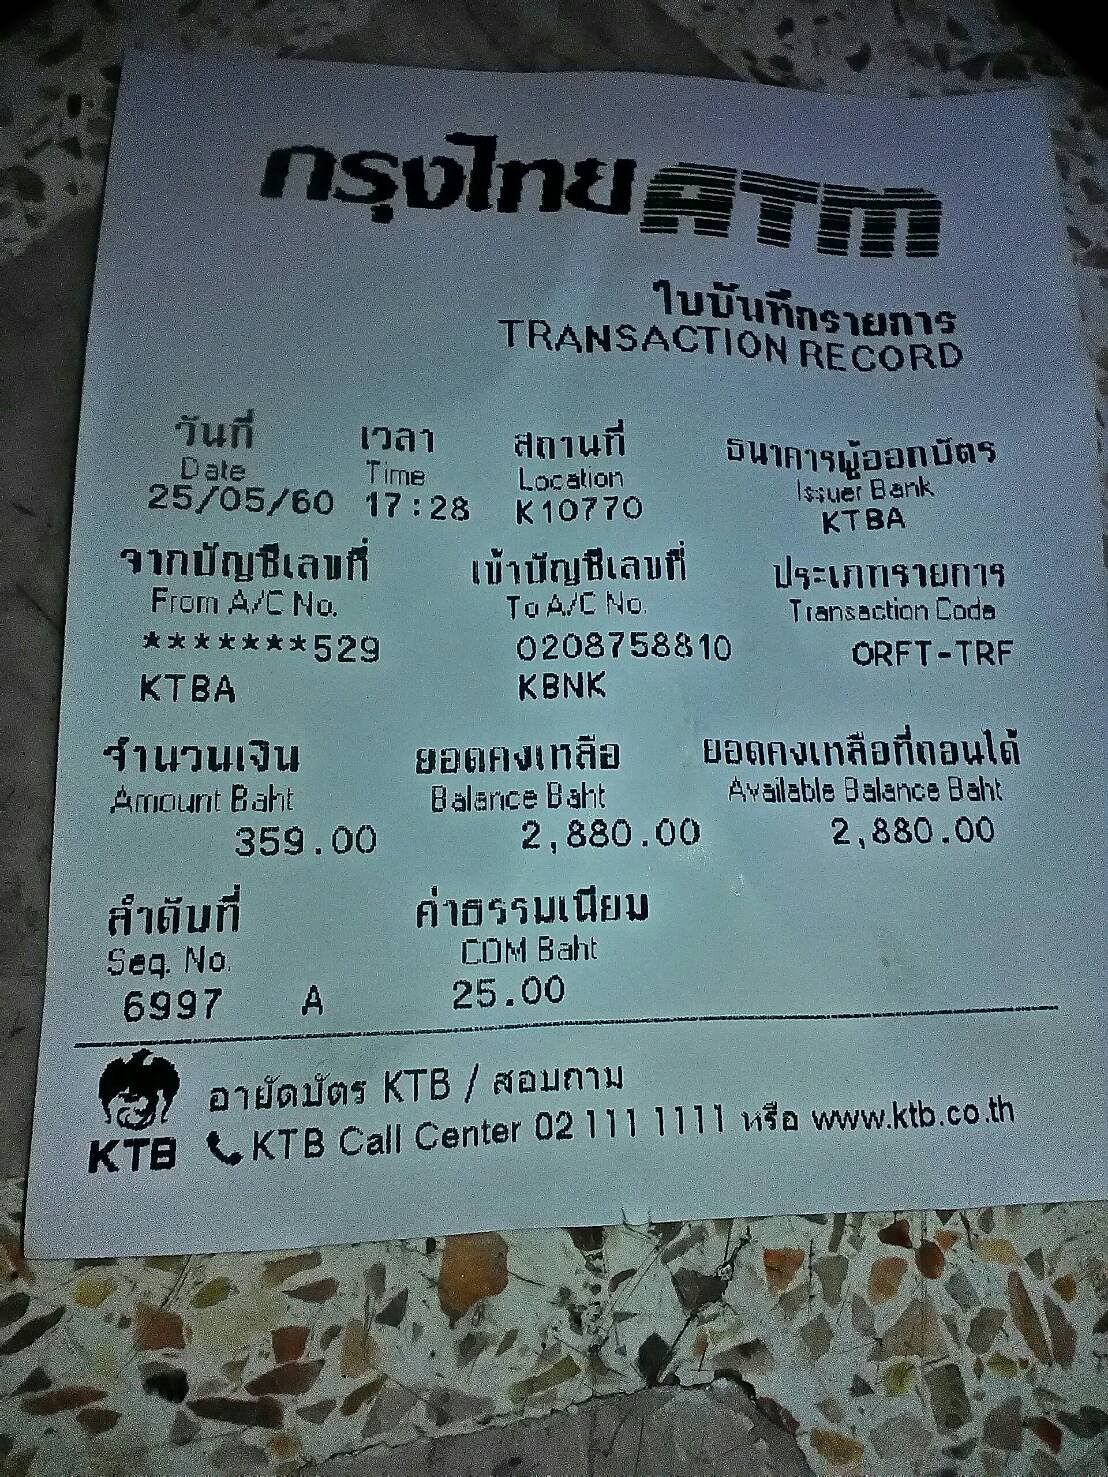 กรุงไทย ATM
ใบบันทึกรายการ
TRANSACTION RECORD
วันที่ เวลา สถานที่ ธนาคารผู้ออกบัตร
Date Time Location Issuer Bank
25/05/60 17:28 K10770 KTBA
จากบัญชีเลขที่ เข้าบัญชีเลขที่ ประเภทรายการ
From A/C No. To A/C No. Transaction Code
*******529 0208758810 ORFT-TRF
KTBA KBNK
จำนวนเงิน ยอดคงเหลือ ยอดคงเหลือที่ถอนได้
Amount Baht Balance Baht Available Balance Baht
359.00 2,880.00 2,880.00
ลำดับที่ ค่าธรรมเนียม
Seq. No. COM Baht
6997 A 25.00
อายัดบัตร KTB / สอบถาม
KTB KTB Call Center 02 111 1111 หรือ www.ktb.co.th